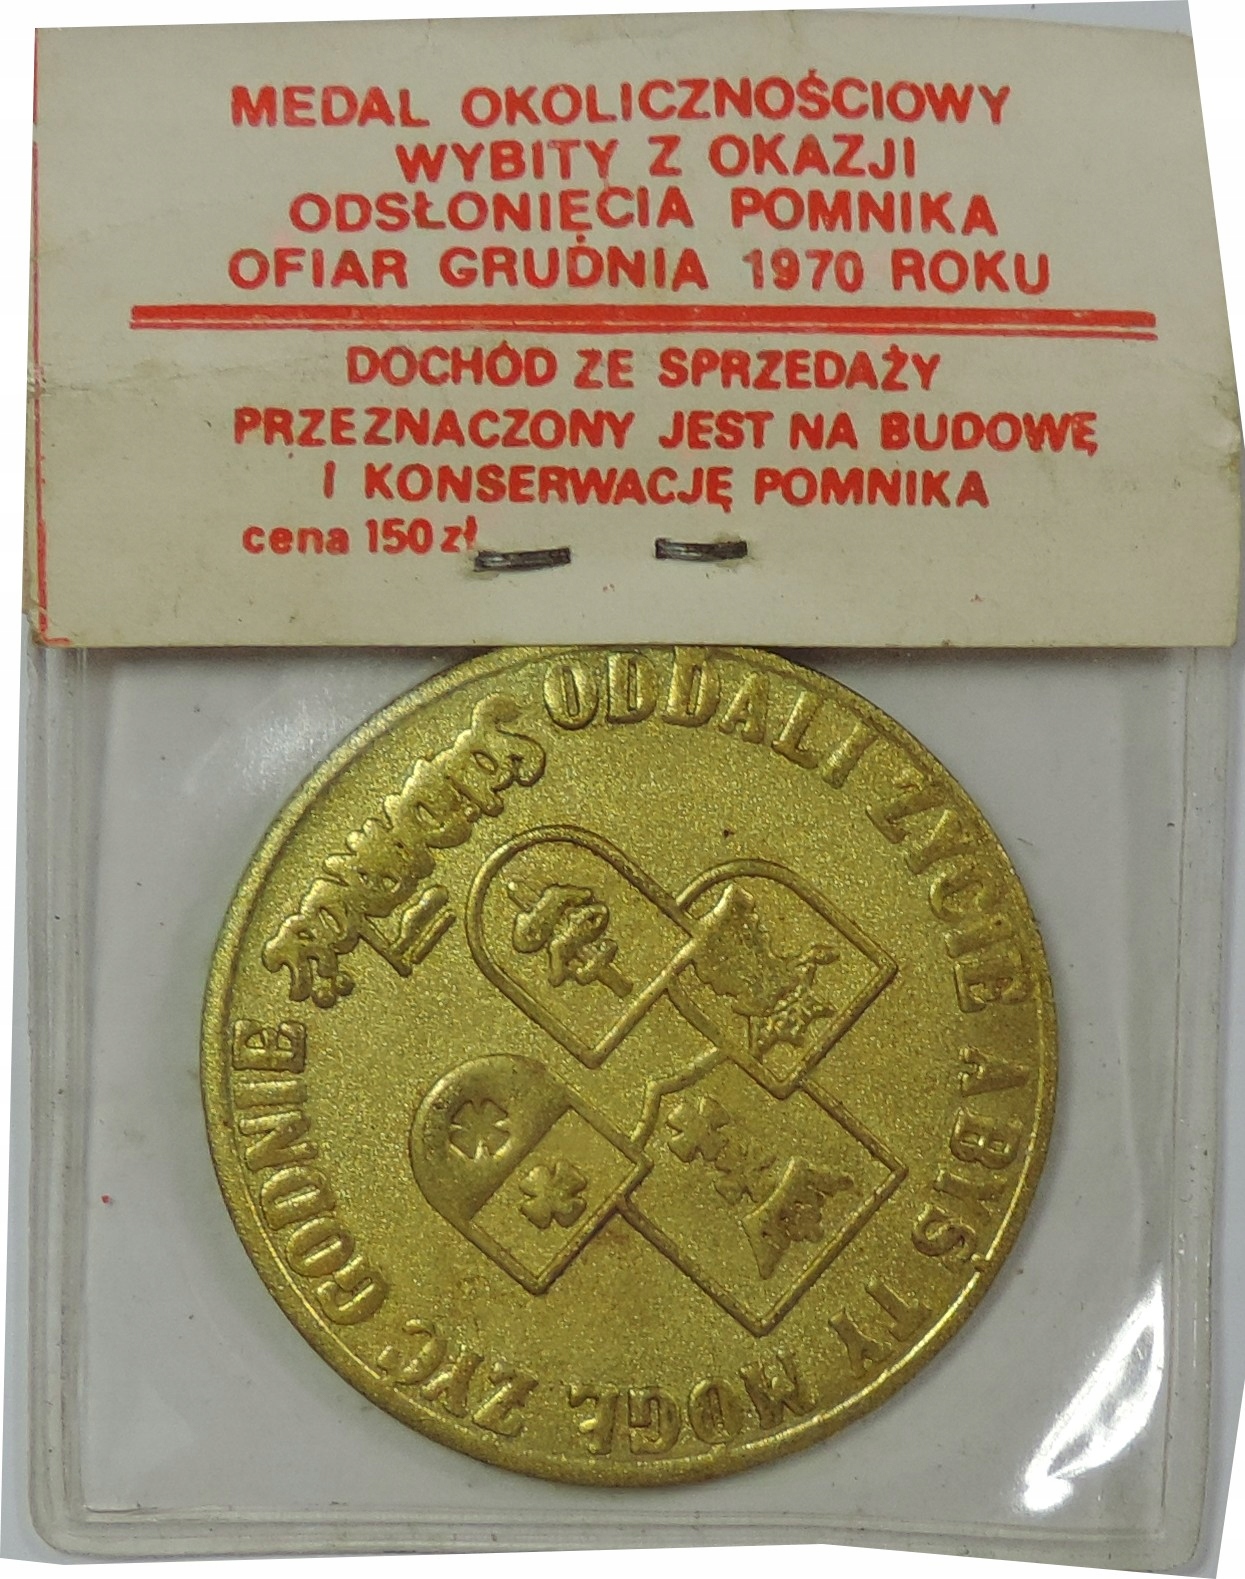 MEDAL OKOLICZNOŚCIOWY
WYBITY Z OKAZJI
ODSŁONIĘCIA POMNIKA
OFIAR GRUDNIA 1970 ROKU
DOCHÓD ZE SPRZEDAŻY
PRZEZNACZONY JEST NA BUDOWĘ
I KONSERWACJĘ POMNIKA
cena 150 zł
ODDALI ŻYCIE ABYŚ TY MÓGŁ ŻYĆ GODNIE